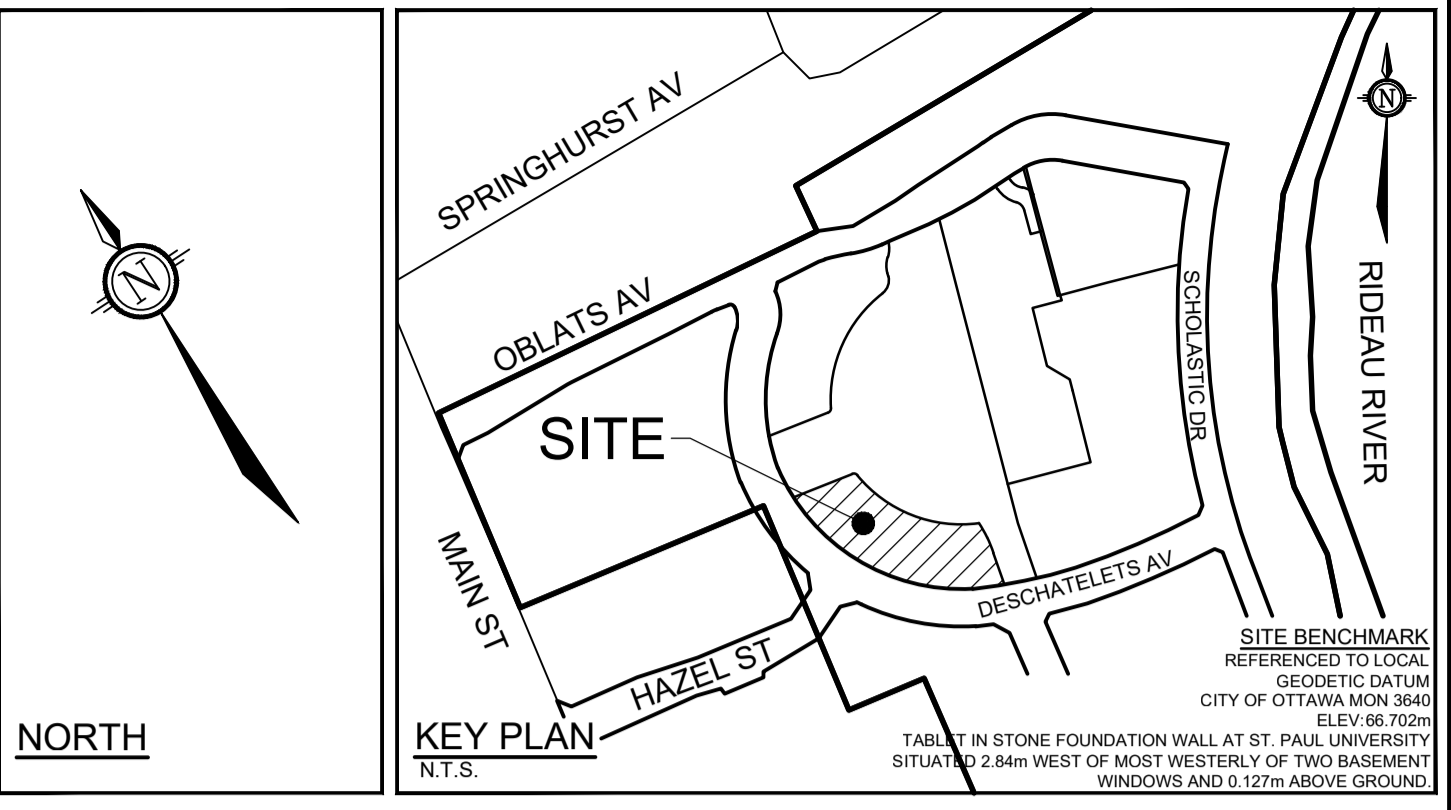 N
NORTH
SPRINGHURST AV
N
OBLATS AV
SCHOLASTIC DR
RIDEAU RIVER
SITE
MAIN ST
DESCHATELETS AV
HAZEL ST
KEY PLAN
N.T.S.
SITE BENCHMARK
REFERENCED TO LOCAL
GEODETIC DATUM
CITY OF OTTAWA MON 3640
ELEV:66.702m
TABLET IN STONE FOUNDATION WALL AT ST. PAUL UNIVERSITY
SITUATED 2.84m WEST OF MOST WESTERLY OF TWO BASEMENT
WINDOWS AND 0.127m ABOVE GROUND.